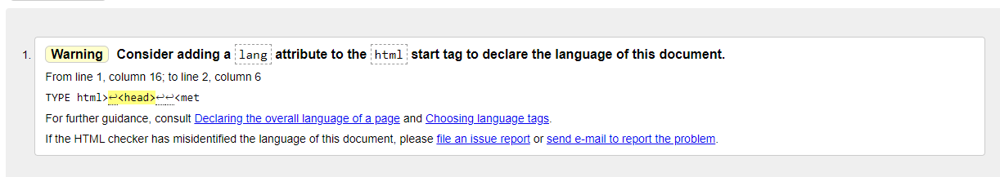 1. Warning Consider adding a lang attribute to the html start tag to declare the language of this document.
From line 1, column 16; to line 2, column 6
TYPE html>↩<head>↩↩<met
For further guidance, consult Declaring the overall language of a page and Choosing language tags.
If the HTML checker has misidentified the language of this document, please file an issue report or send e-mail to report the problem.